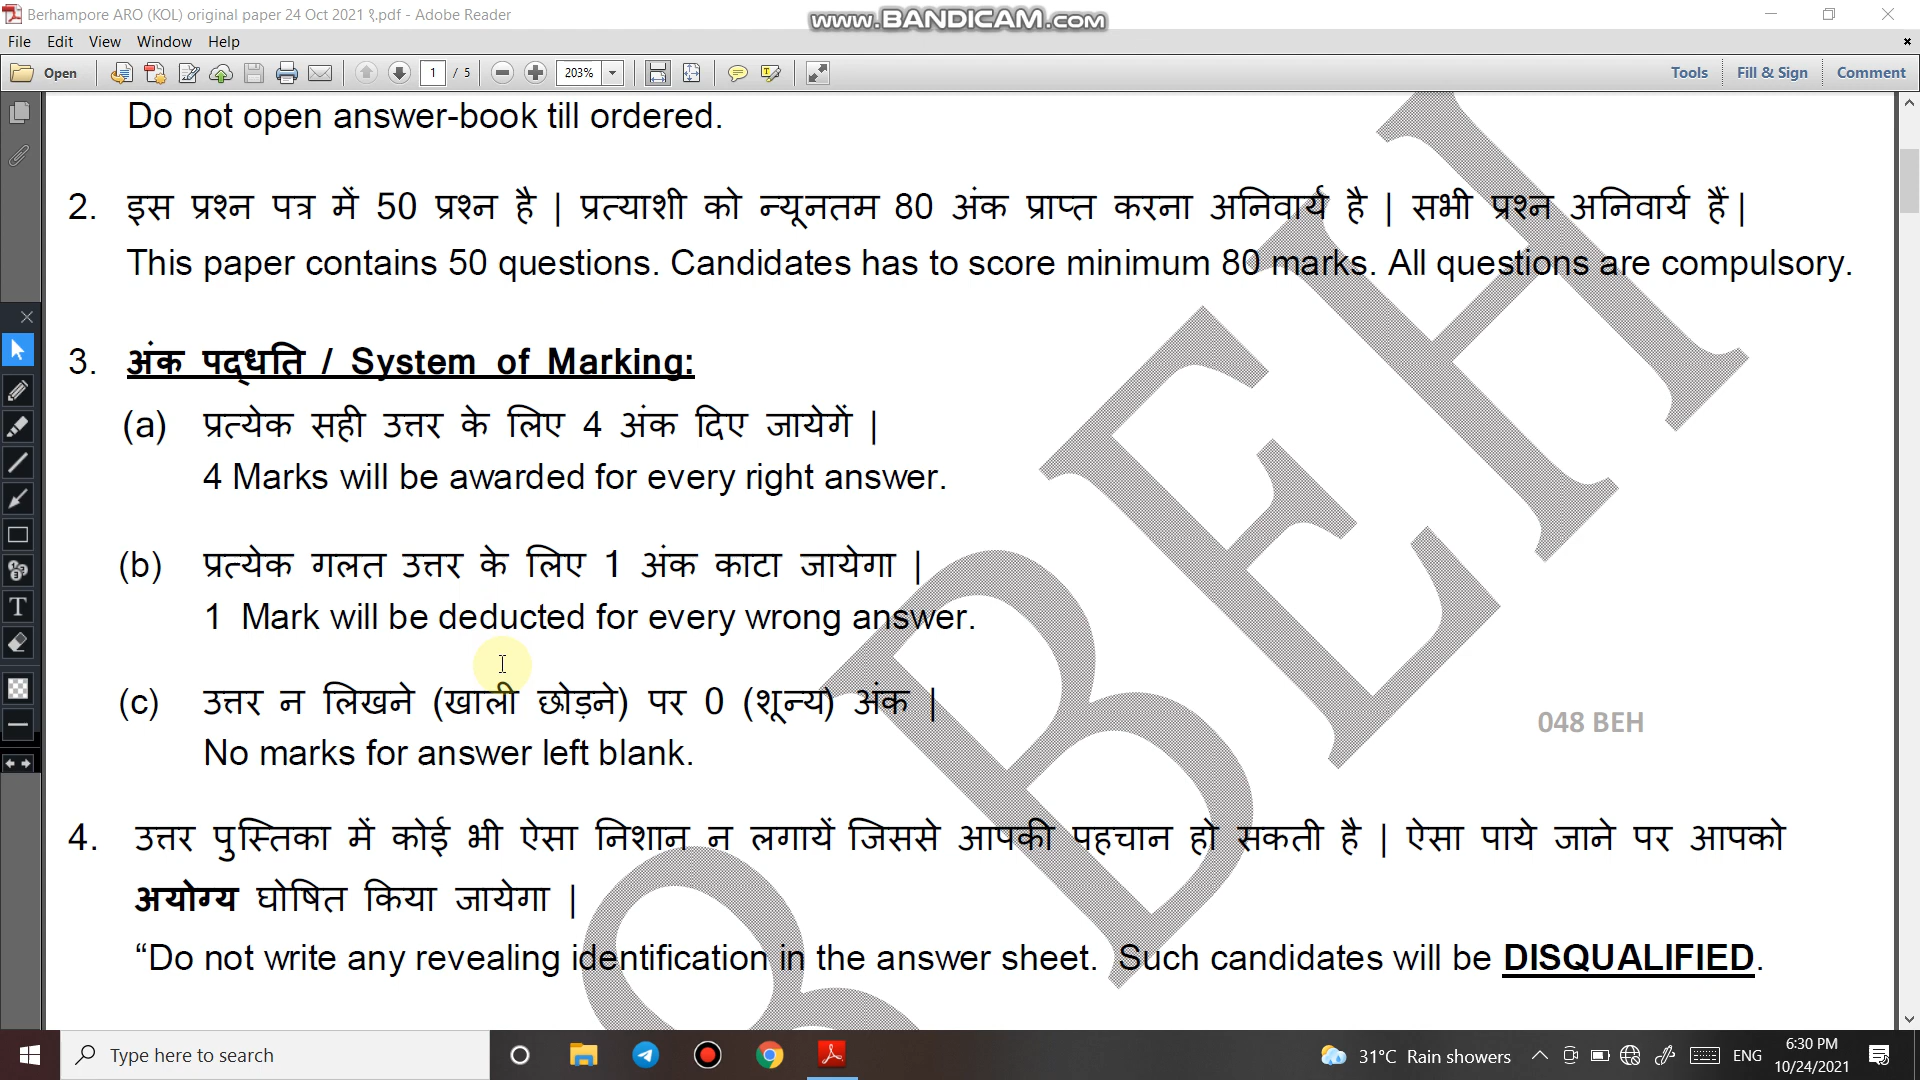 Berhampore ARO (KOL) original paper 24 Oct 2021 १.pdf - Adobe Reader
www.BANDICAM.com
File Edit View Window Help
Open 1 / 5 203% Tools Fill & Sign Comment
Do not open answer-book till ordered.
2. इस प्रश्न पत्र में 50 प्रश्न है | प्रत्याशी को न्यूनतम 80 अंक प्राप्त करना अनिवार्य है | सभी प्रश्न अनिवार्य हैं|
This paper contains 50 questions. Candidates has to score minimum 80 marks. All questions are compulsory.
3. अंक पद्धति / System of Marking:
(a) प्रत्येक सही उत्तर के लिए 4 अंक दिए जायेगें |
4 Marks will be awarded for every right answer.
(b) प्रत्येक गलत उत्तर के लिए 1 अंक काटा जायेगा |
1 Mark will be deducted for every wrong answer.
(c) उत्तर न लिखने (खाली छोड़ने) पर 0 (शून्य) अंक |
No marks for answer left blank.
048 BEH
4. उत्तर पुस्तिका में कोई भी ऐसा निशान न लगायें जिससे आपकी पहचान हो सकती है | ऐसा पाये जाने पर आपको
अयोग्य घोषित किया जायेगा |
“Do not write any revealing identification in the answer sheet. Such candidates will be DISQUALIFIED.
B BEH
Type here to search
31°C Rain showers ENG
6:30 PM
10/24/2021